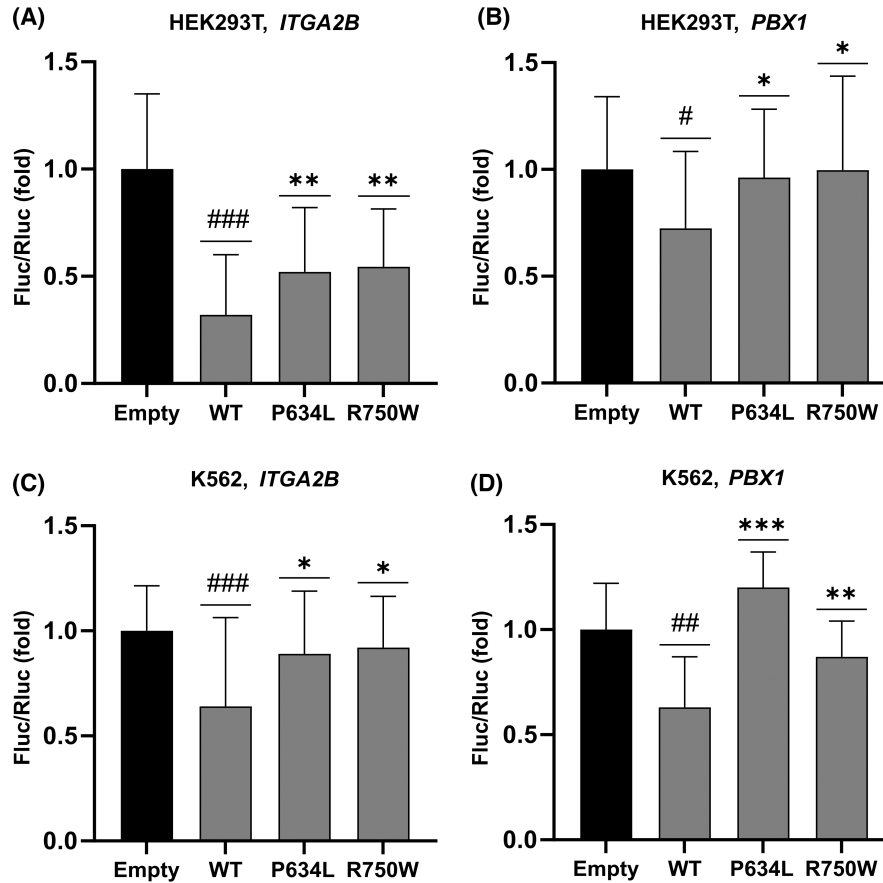 (A)
HEK293T, ITGA2B
Fluc/Rluc (fold)
1.5
1.0
0.5
0.0
###
**
**
Empty WT P634L R750W
(B)
HEK293T, PBX1
Fluc/Rluc (fold)
1.5
1.0
0.5
0.0
#
*
*
Empty WT P634L R750W
(C)
K562, ITGA2B
Fluc/Rluc (fold)
1.5
1.0
0.5
0.0
###
*
*
Empty WT P634L R750W
(D)
K562, PBX1
Fluc/Rluc (fold)
1.5
1.0
0.5
0.0
##
***
**
Empty WT P634L R750W